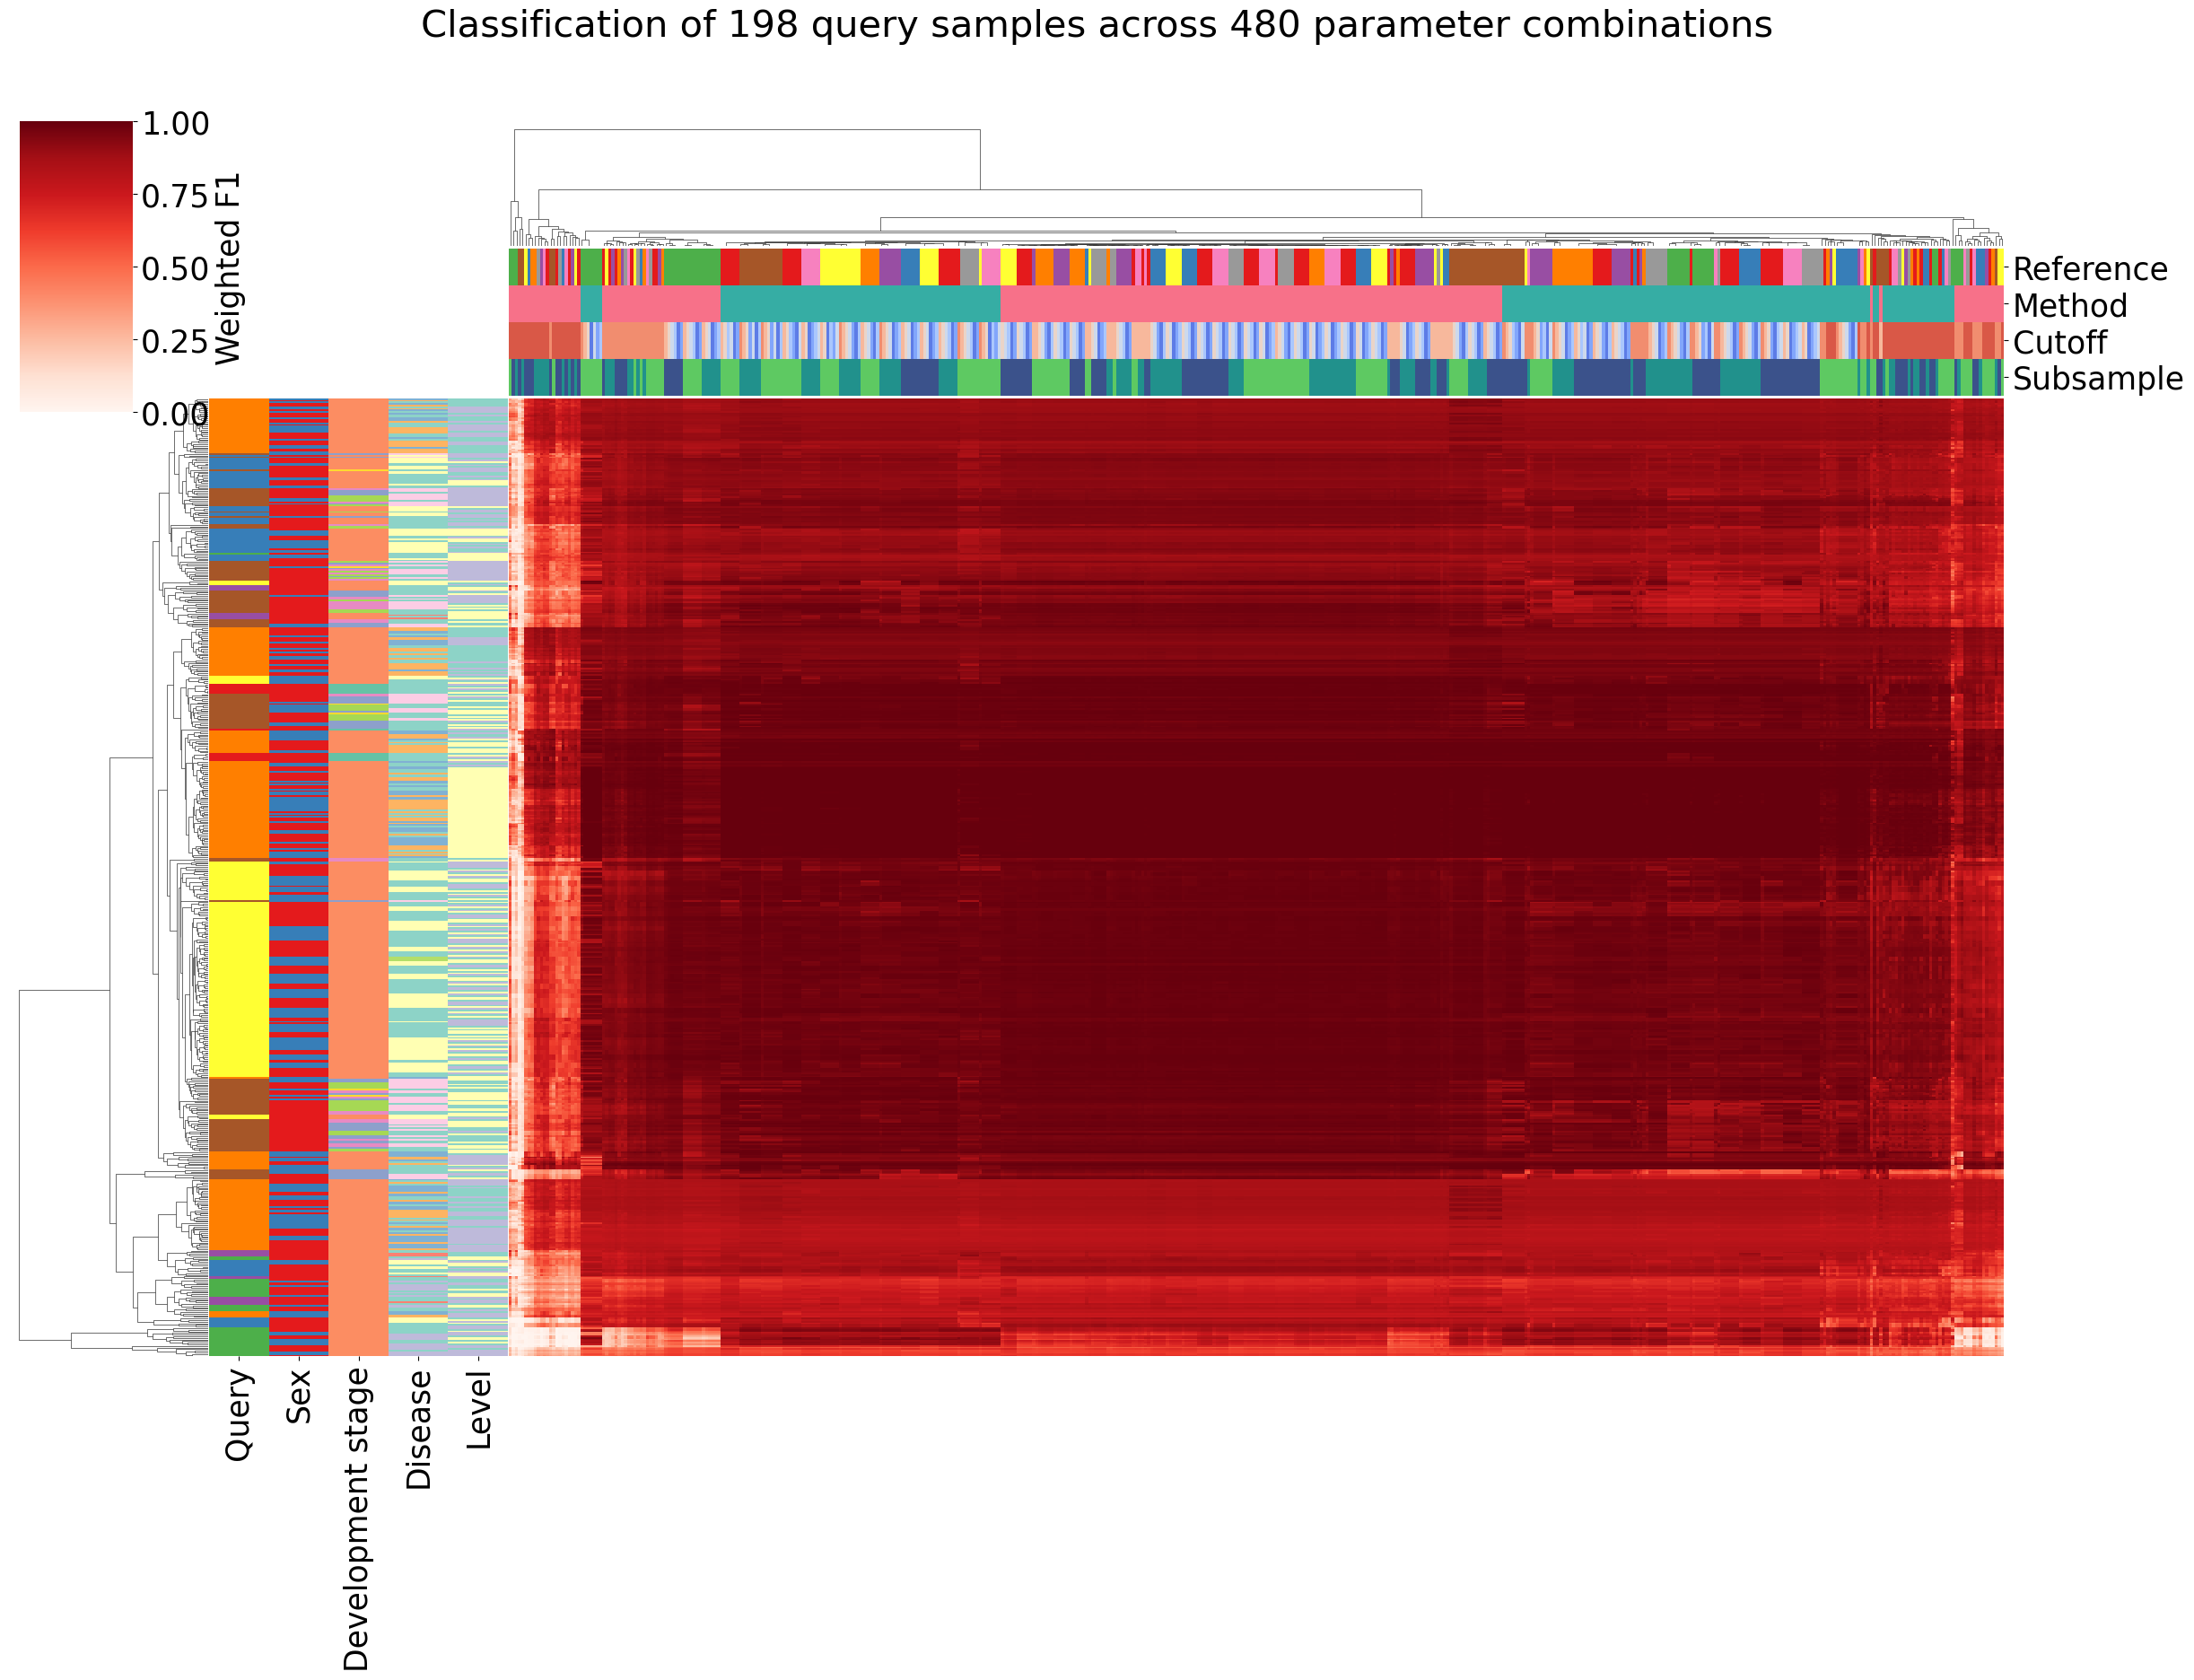 Classification of 198 query samples across 480 parameter combinations
1.00
0.75
0.50
0.25
0.00
Weighted F1
Reference
Method
Cutoff
Subsample
Query
Sex
Development stage
Disease
Level